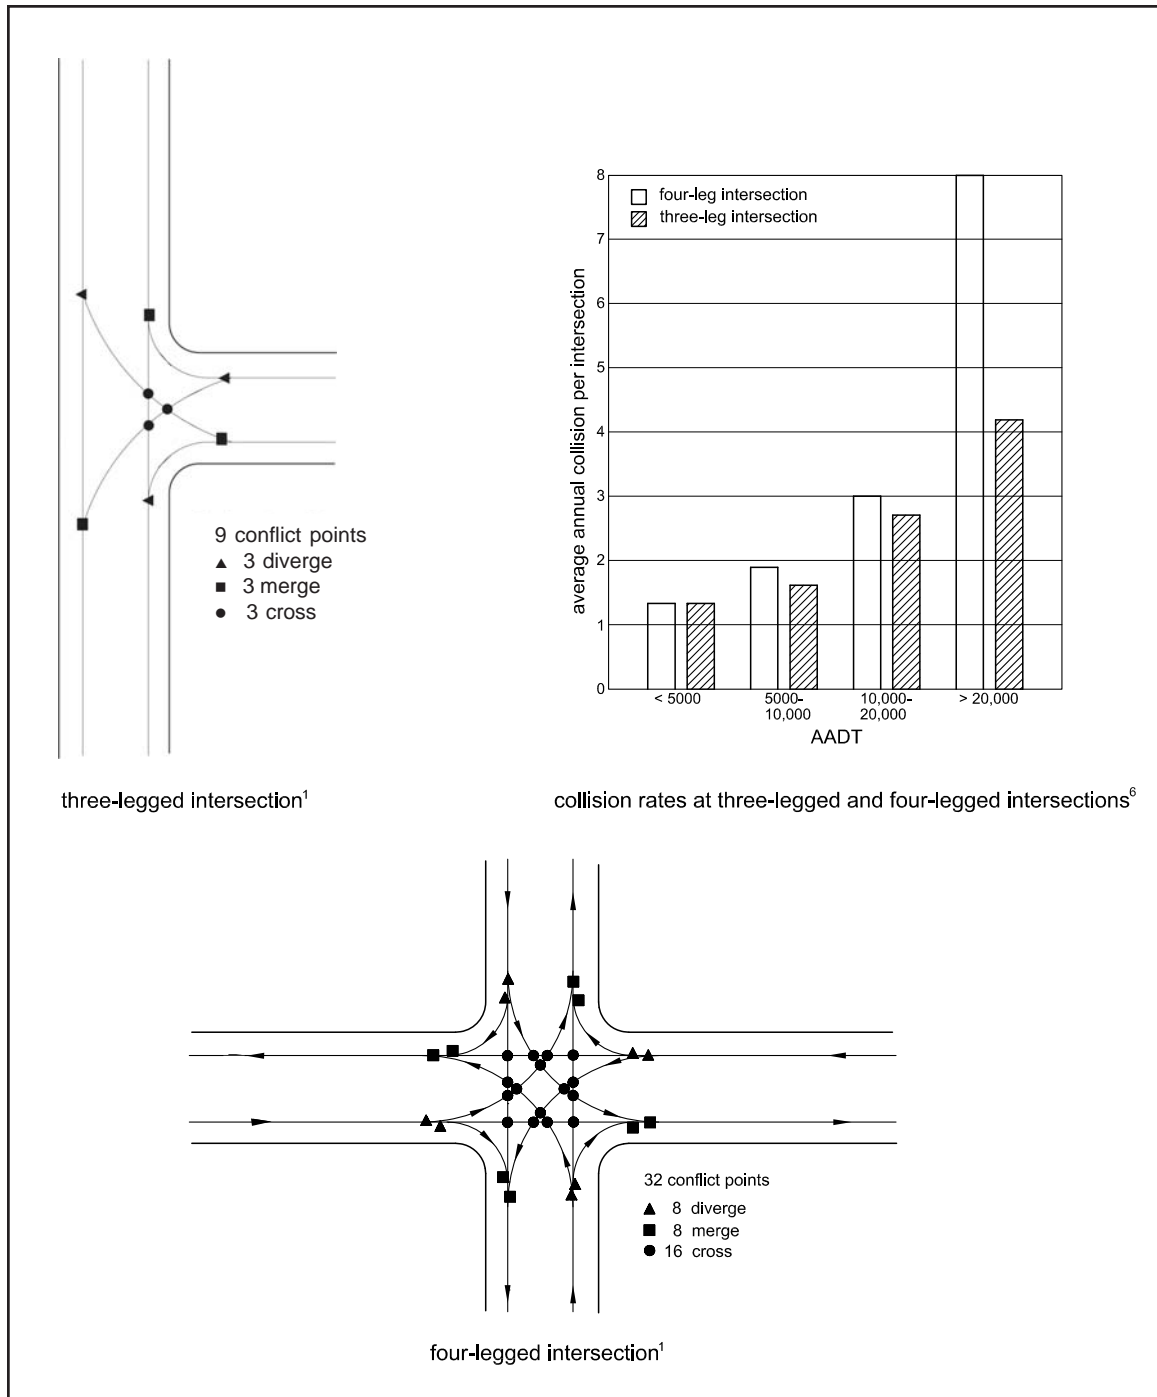 9 conflict points
▲ 3 diverge
■ 3 merge
● 3 cross
three-legged intersection¹
four-leg intersection
three-leg intersection
average annual collision per intersection
8
7
6
5
4
3
2
1
0
< 5000
5000-
10,000
10,000-
20,000
> 20,000
AADT
collision rates at three-legged and four-legged intersections⁶
32 conflict points
▲ 8 diverge
■ 8 merge
● 16 cross
four-legged intersection¹